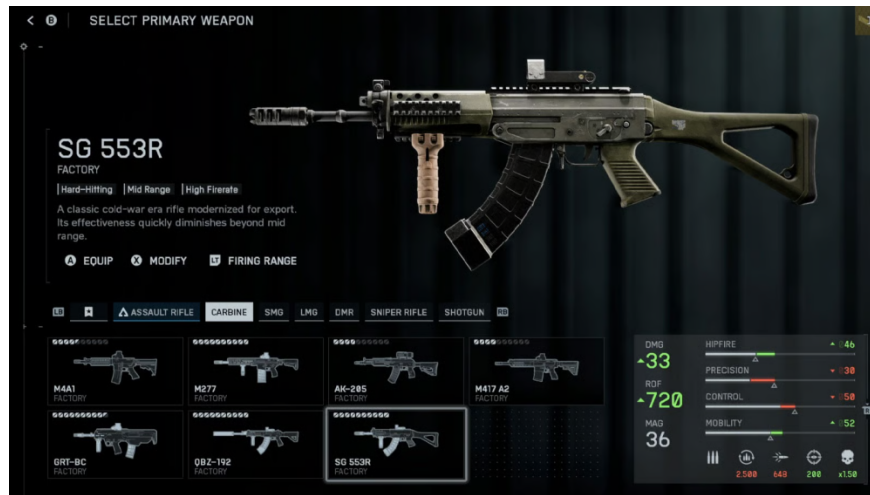 < B SELECT PRIMARY WEAPON
SG 553R
FACTORY
Hard-Hitting | Mid Range | High Firerate
A classic cold-war era rifle modernized for export.
Its effectiveness quickly diminishes beyond mid
range.
A EQUIP X MODIFY LT FIRING RANGE
LB ASSAULT RIFLE CARBINE SMG LMG DMR SNIPER RIFLE SHOTGUN RB
M4A1
FACTORY
M277
FACTORY
AK-205
FACTORY
M417 A2
FACTORY
GRT-BC
FACTORY
QBZ-192
FACTORY
SG 553R
FACTORY
DMG
33
ROF
720
MAG
36
HIPFIRE 46
PRECISION 30
CONTROL 50
MOBILITY 52
2.500 648 200 x1.50